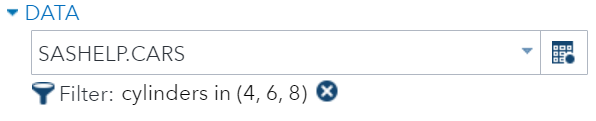 DATA
SASHELP.CARS
Filter: cylinders in (4, 6, 8)